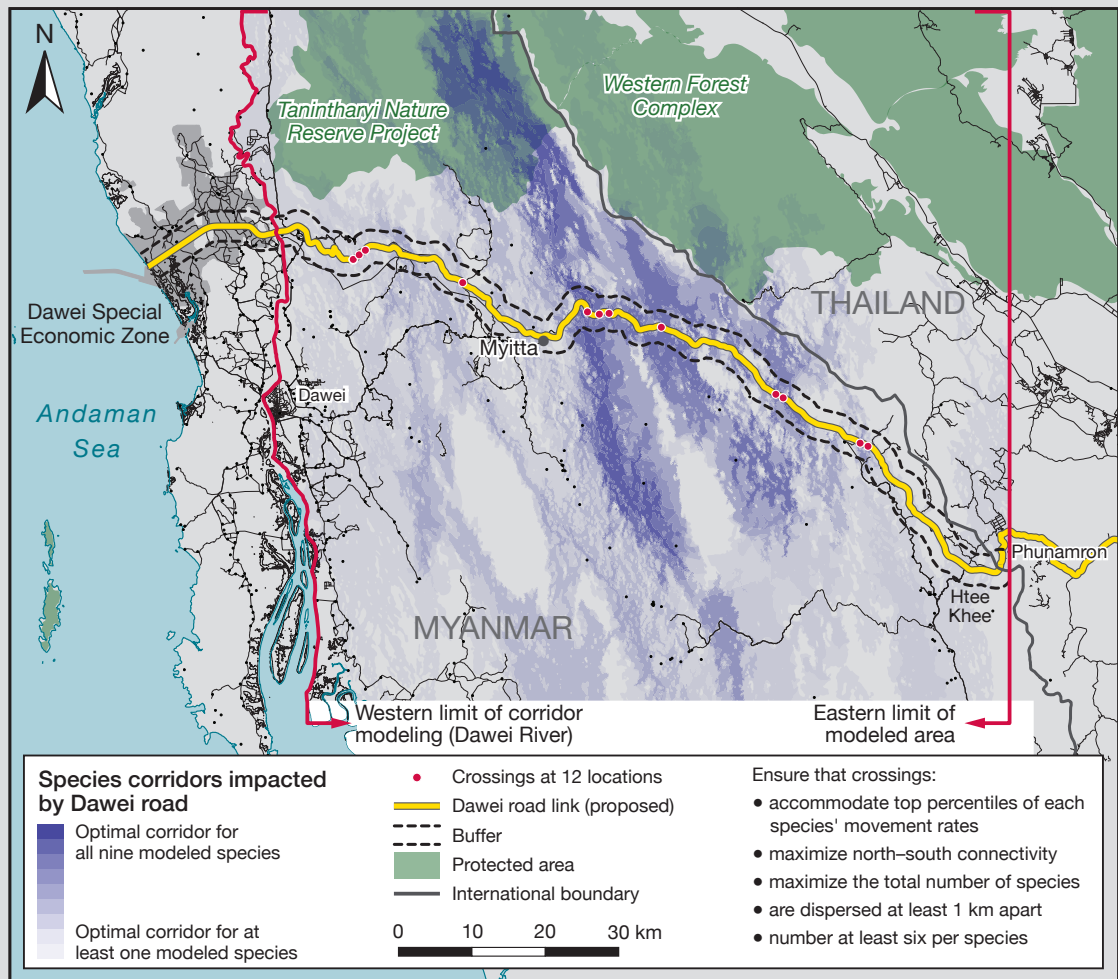 N
Tanintharyi Nature
Reserve Project
Western Forest
Complex
THAILAND
Dawei Special
Economic Zone
Myitta
Dawei
Andaman
Sea
Phunamron
Htee
Khee
MYANMAR
Western limit of corridor
modeling (Dawei River)
Eastern limit of
modeled area
Species corridors impacted
by Dawei road
Optimal corridor for
all nine modeled species
Optimal corridor for at
least one modeled species
Crossings at 12 locations
Dawei road link (proposed)
Buffer
Protected area
International boundary
0 10 20 30 km
Ensure that crossings:
• accommodate top percentiles of each
species' movement rates
• maximize north–south connectivity
• maximize the total number of species
• are dispersed at least 1 km apart
• number at least six per species